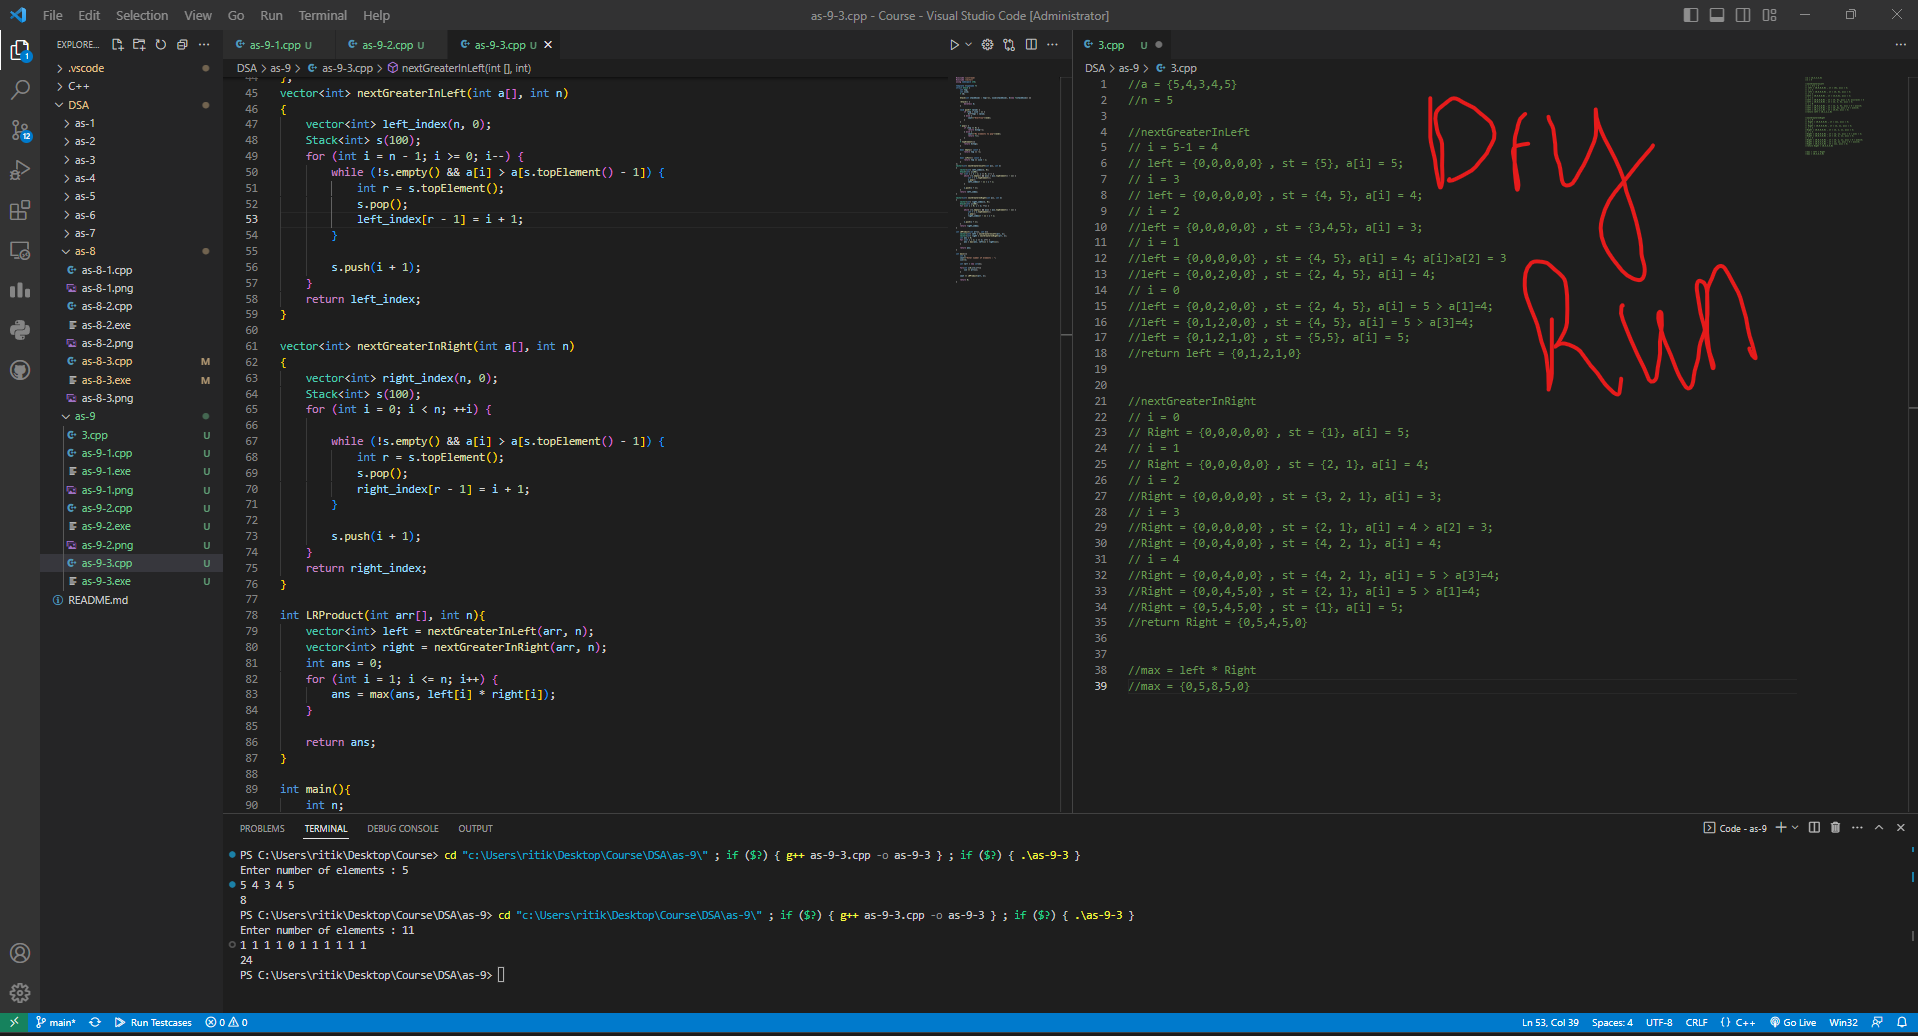 File Edit Selection View Go Run Terminal Help
as-9-3.cpp - Course - Visual Studio Code [Administrator]
EXPLORE...
.vscode
C++
DSA
as-1
as-2
as-3
as-4
as-5
as-6
as-7
as-8
as-8-1.cpp
as-8-1.png
as-8-2.cpp
as-8-2.exe
as-8-2.png
as-8-3.cpp M
as-8-3.exe M
as-8-3.png
as-9
3.cpp U
as-9-1.cpp U
as-9-1.exe U
as-9-1.png U
as-9-2.cpp U
as-9-2.exe U
as-9-2.png U
as-9-3.cpp U
as-9-3.exe U
README.md
1
12
as-9-1.cpp U as-9-2.cpp U as-9-3.cpp U
DSA > as-9 > as-9-3.cpp > nextGreaterInLeft(int [], int)
45 vector<int> nextGreaterInLeft(int a[], int n)
46 {
47 vector<int> left_index(n, 0);
48 Stack<int> s(100);
49 for (int i = n - 1; i >= 0; i--) {
50 while (!s.empty() && a[i] > a[s.topElement() - 1]) {
51 int r = s.topElement();
52 s.pop();
53 left_index[r - 1] = i + 1;
54 }
55
56 s.push(i + 1);
57 }
58 return left_index;
59 }
60
61 vector<int> nextGreaterInRight(int a[], int n)
62 {
63 vector<int> right_index(n, 0);
64 Stack<int> s(100);
65 for (int i = 0; i < n; ++i) {
66
67 while (!s.empty() && a[i] > a[s.topElement() - 1]) {
68 int r = s.topElement();
69 s.pop();
70 right_index[r - 1] = i + 1;
71 }
72
73 s.push(i + 1);
74 }
75 return right_index;
76 }
77
78 int LRProduct(int arr[], int n){
79 vector<int> left = nextGreaterInLeft(arr, n);
80 vector<int> right = nextGreaterInRight(arr, n);
81 int ans = 0;
82 for (int i = 1; i <= n; i++) {
83 ans = max(ans, left[i] * right[i]);
84 }
85
86 return ans;
87 }
88
89 int main(){
90 int n;
3.cpp U
DSA > as-9 > 3.cpp
1 //a = {5,4,3,4,5}
2 //n = 5
3
4 //nextGreaterInLeft
5 // i = 5-1 = 4
6 // left = {0,0,0,0,0} , st = {5}, a[i] = 5;
7 // i = 3
8 // left = {0,0,0,0,0} , st = {4, 5}, a[i] = 4;
9 // i = 2
10 //left = {0,0,0,0,0} , st = {3,4,5}, a[i] = 3;
11 // i = 1
12 //left = {0,0,0,0,0} , st = {4, 5}, a[i] = 4; a[i]>a[2] = 3
13 //left = {0,0,2,0,0} , st = {2, 4, 5}, a[i] = 4;
14 // i = 0
15 //left = {0,0,2,0,0} , st = {2, 4, 5}, a[i] = 5 > a[1]=4;
16 //left = {0,1,2,0,0} , st = {4, 5}, a[i] = 5 > a[3]=4;
17 //left = {0,1,2,1,0} , st = {5,5}, a[i] = 5;
18 //return left = {0,1,2,1,0}
19
20
21 //nextGreaterInRight
22 // i = 0
23 // Right = {0,0,0,0,0} , st = {1}, a[i] = 5;
24 // i = 1
25 // Right = {0,0,0,0,0} , st = {2, 1}, a[i] = 4;
26 // i = 2
27 //Right = {0,0,0,0,0} , st = {3, 2, 1}, a[i] = 3;
28 // i = 3
29 //Right = {0,0,0,0,0} , st = {2, 1}, a[i] = 4 > a[2] = 3;
30 //Right = {0,0,4,0,0} , st = {4, 2, 1}, a[i] = 4;
31 // i = 4
32 //Right = {0,0,4,0,0} , st = {4, 2, 1}, a[i] = 5 > a[3]=4;
33 //Right = {0,0,4,5,0} , st = {2, 1}, a[i] = 5 > a[1]=4;
34 //Right = {0,5,4,5,0} , st = {1}, a[i] = 5;
35 //return Right = {0,5,4,5,0}
36
37
38 //max = left * Right
39 //max = {0,5,8,5,0}
Dry
Run
PROBLEMS TERMINAL DEBUG CONSOLE OUTPUT
Code - as-9
PS C:\Users\ritik\Desktop\Course> cd "c:\Users\ritik\Desktop\Course\DSA\as-9\" ; if ($?) { g++ as-9-3.cpp -o as-9-3 } ; if ($?) { .\as-9-3 }
Enter number of elements : 5
5 4 3 4 5
8
PS C:\Users\ritik\Desktop\Course\DSA\as-9> cd "c:\Users\ritik\Desktop\Course\DSA\as-9\" ; if ($?) { g++ as-9-3.cpp -o as-9-3 } ; if ($?) { .\as-9-3 }
Enter number of elements : 11
1 1 1 1 0 1 1 1 1 1 1
24
PS C:\Users\ritik\Desktop\Course\DSA\as-9>
main* Run Testcases 0 0 Ln 53, Col 39 Spaces: 4 UTF-8 CRLF {} C++ Go Live Win32